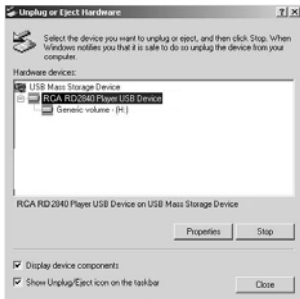 Unplug or Eject Hardware
Select the device you want to unplug or eject, and then click Stop. When
Windows notifies you that it is safe to do so unplug the device from your
computer.
Hardware devices:
USB Mass Storage Device
RCA RD2840 Player USB Device
Generic volume - (H:)
RCA RD2840 Player USB Device on USB Mass Storage Device
Properties
Stop
Display device components
Show Unplug/Eject icon on the taskbar
Close